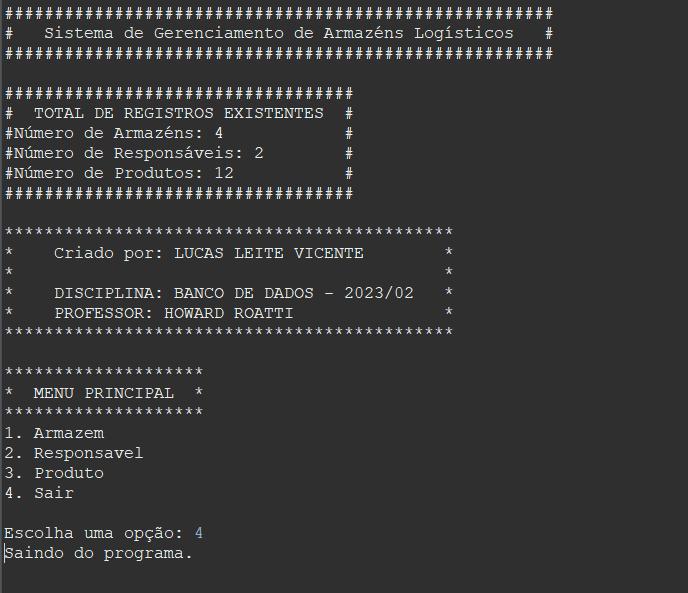 #######################################################
#   Sistema de Gerenciamento de Armazéns Logísticos   #
#######################################################
###################################
#  TOTAL DE REGISTROS EXISTENTES  #
#Número de Armazéns: 4            #
#Número de Responsáveis: 2        #
#Número de Produtos: 12           #
###################################
*********************************************
*    Criado por: LUCAS LEITE VICENTE        *
*                                           *
*    DISCIPLINA: BANCO DE DADOS - 2023/02   *
*    PROFESSOR: HOWARD ROATTI               *
*********************************************
********************
*  MENU PRINCIPAL  *
********************
1. Armazem
2. Responsavel
3. Produto
4. Sair
Escolha uma opção: 4
Saindo do programa.